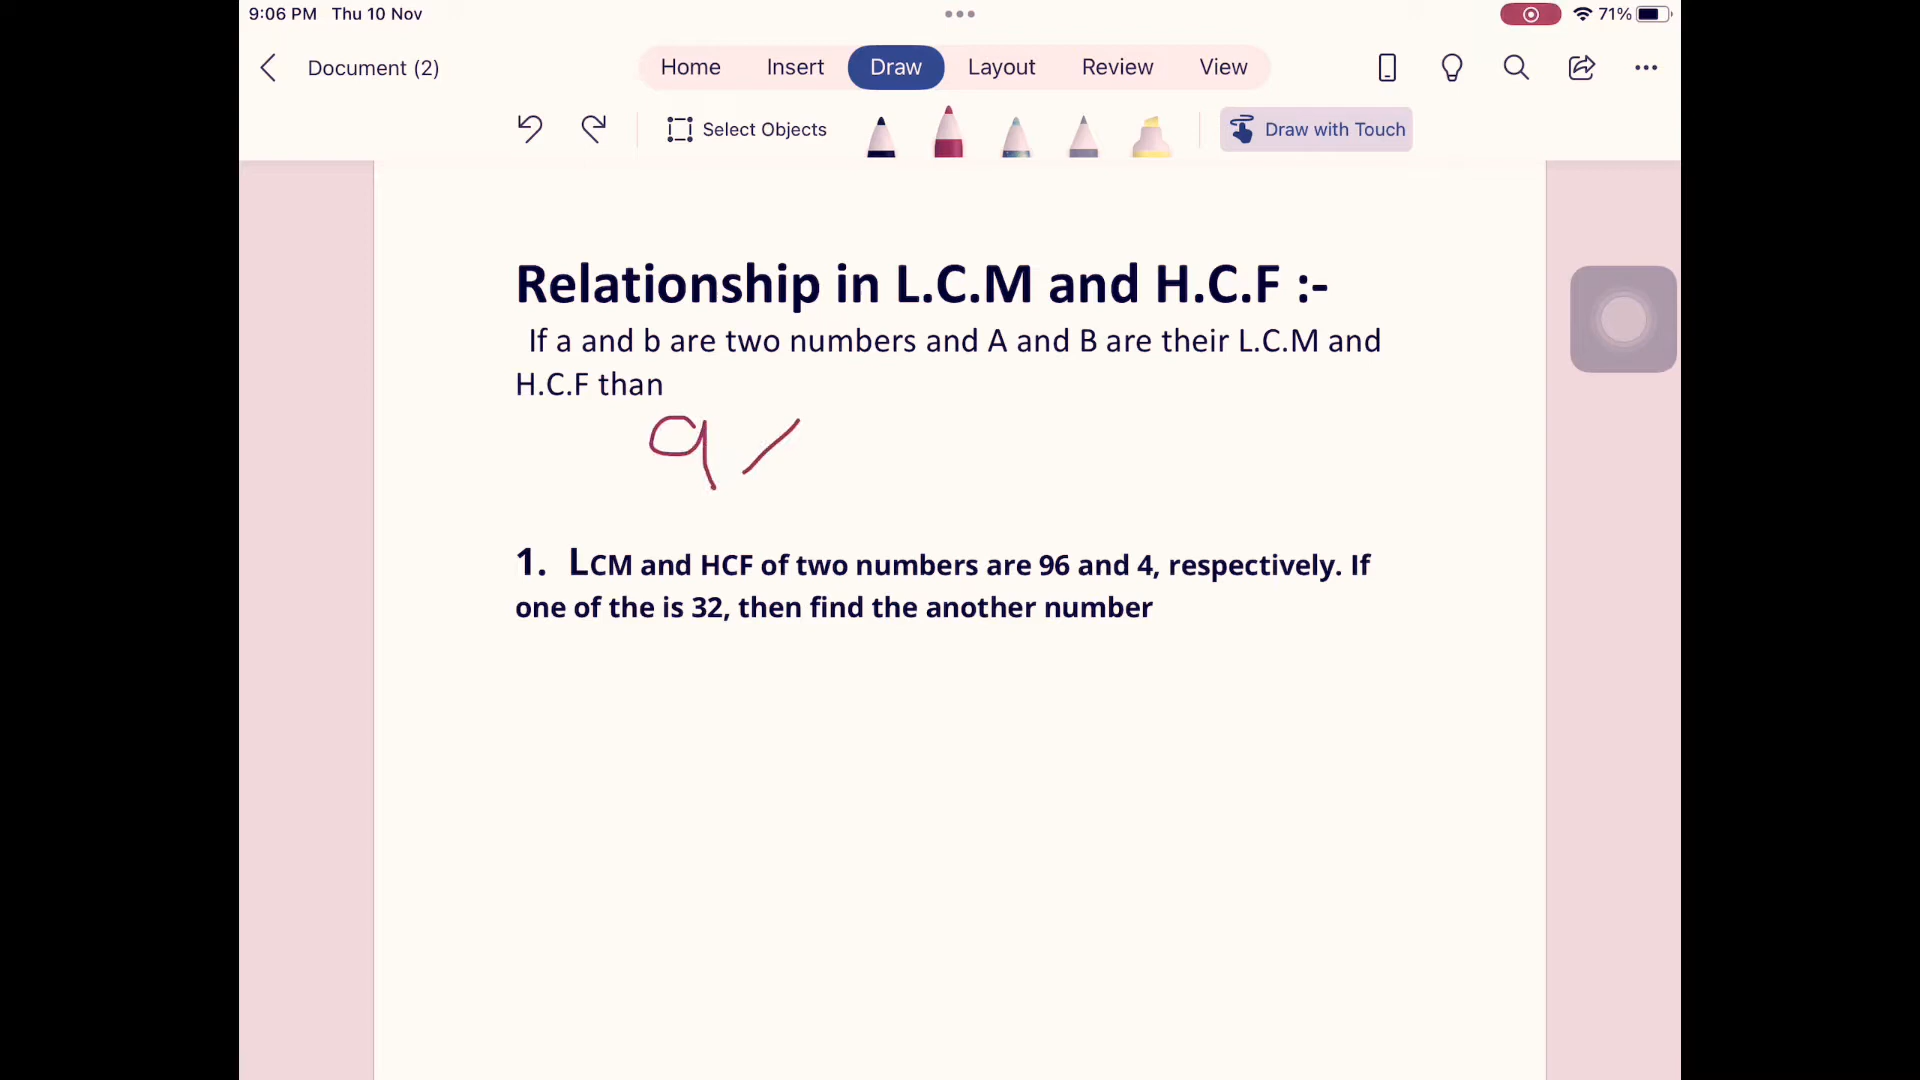 9:06 PM Thu 10 Nov
71%
Document (2)
Home Insert Draw Layout Review View
Select Objects
Draw with Touch
Relationship in L.C.M and H.C.F :-
If a and b are two numbers and A and B are their L.C.M and
H.C.F than
a /
1. LCM and HCF of two numbers are 96 and 4, respectively. If
one of the is 32, then find the another number